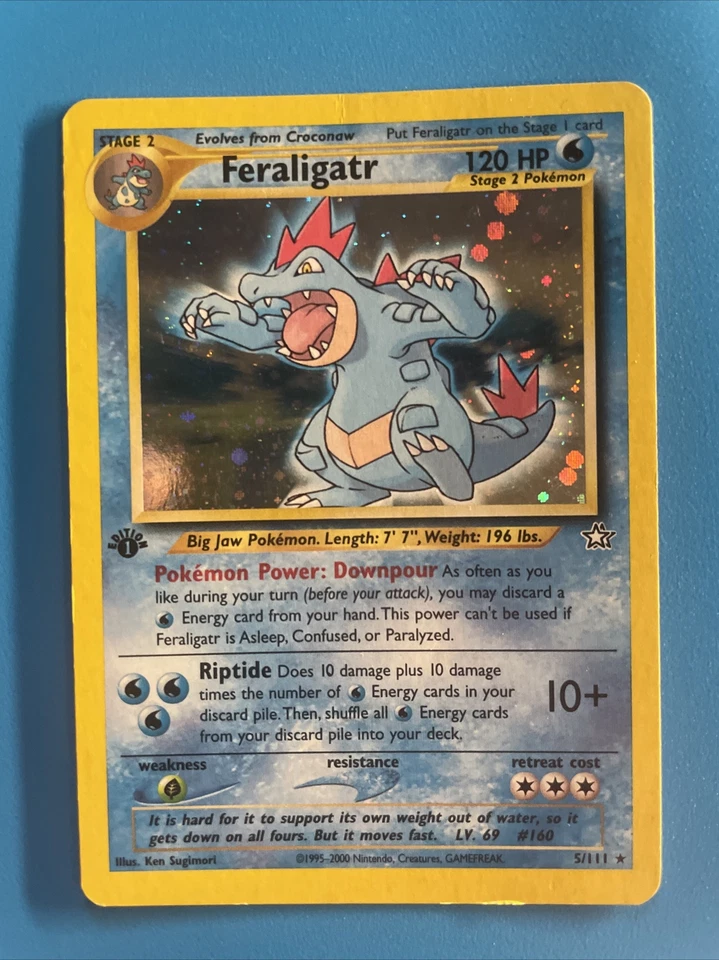 STAGE 2 Evolves from Croconaw Put Feraligatr on the Stage 1 card
Feraligatr 120 HP
Stage 2 Pokémon
EDITION
1
Big Jaw Pokémon. Length: 7' 7", Weight: 196 lbs.
Pokémon Power: Downpour As often as you
like during your turn (before your attack), you may discard a
Energy card from your hand. This power can't be used if
Feraligatr is Asleep, Confused, or Paralyzed.
Riptide Does 10 damage plus 10 damage
times the number of Energy cards in your
discard pile. Then, shuffle all Energy cards
from your discard pile into your deck.
10+
weakness resistance retreat cost
It is hard for it to support its own weight out of water, so it
gets down on all fours. But it moves fast. LV. 69 #160
Illus. Ken Sugimori ©1995-2000 Nintendo, Creatures, GAMEFREAK. 5/111 ★